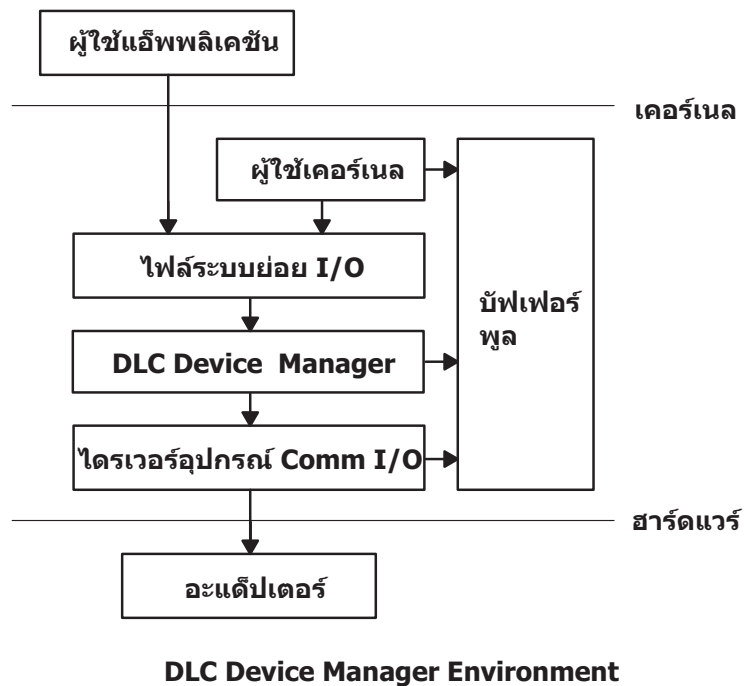 ผู้ใช้แอ็พพลิเคชัน
เคอร์เนล
ผู้ใช้เคอร์เนล
ไฟล์ระบบย่อย I/O
บัฟเฟอร์
พูล
DLC Device Manager
ไดรเวอร์อุปกรณ์ Comm I/O
ฮาร์ดแวร์
อะแด็ปเตอร์
DLC Device Manager Environment